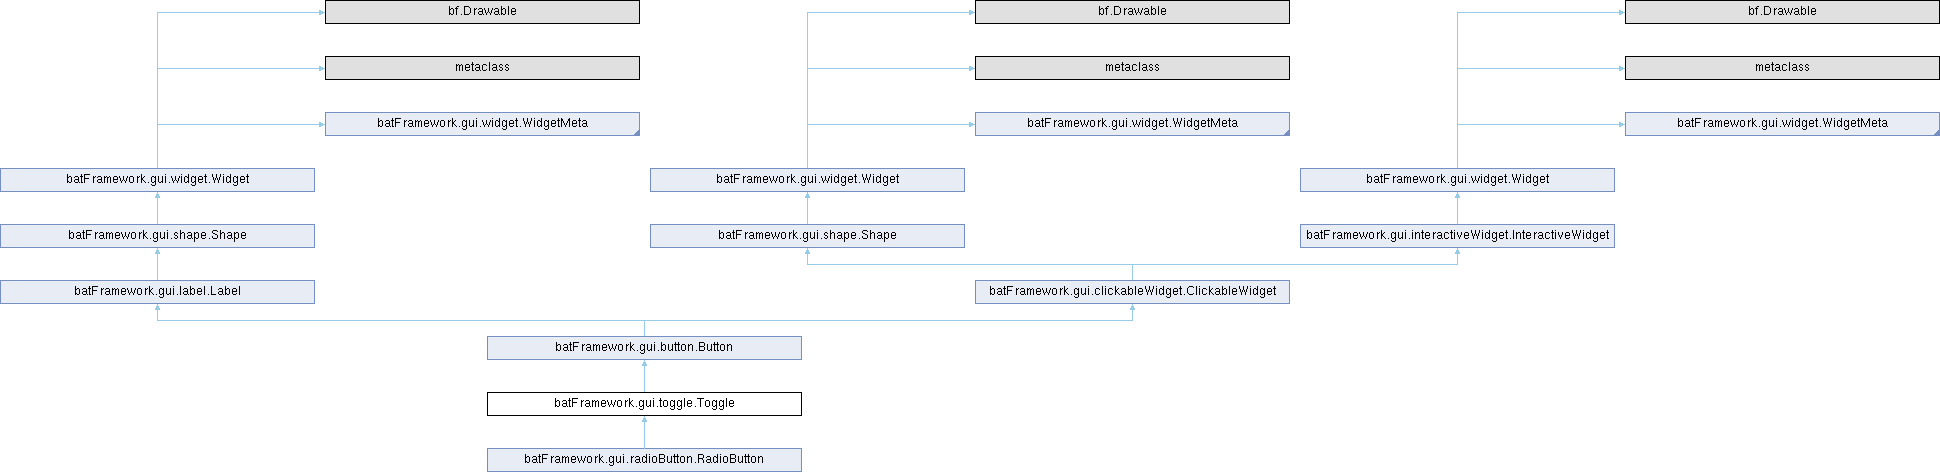 bf.Drawable
bf.Drawable
bf.Drawable
metaclass
metaclass
metaclass
batFramework.gui.widget.WidgetMeta
batFramework.gui.widget.WidgetMeta
batFramework.gui.widget.WidgetMeta
batFramework.gui.widget.Widget
batFramework.gui.widget.Widget
batFramework.gui.widget.Widget
batFramework.gui.shape.Shape
batFramework.gui.shape.Shape
batFramework.gui.interactiveWidget.InteractiveWidget
batFramework.gui.label.Label
batFramework.gui.clickableWidget.ClickableWidget
batFramework.gui.button.Button
batFramework.gui.toggle.Toggle
batFramework.gui.radioButton.RadioButton